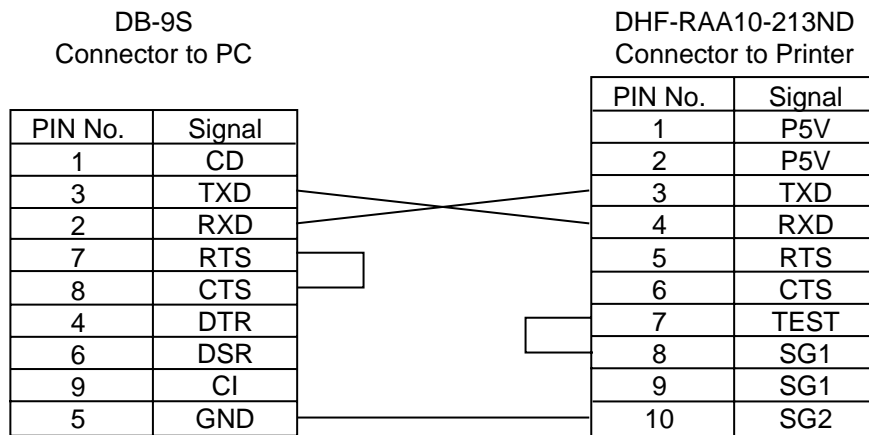 DB-9S
Connector to PC
PIN No. Signal
1 CD
3 TXD
2 RXD
7 RTS
8 CTS
4 DTR
6 DSR
9 CI
5 GND
DHF-RAA10-213ND
Connector to Printer
PIN No. Signal
1 P5V
2 P5V
3 TXD
4 RXD
5 RTS
6 CTS
7 TEST
8 SG1
9 SG1
10 SG2